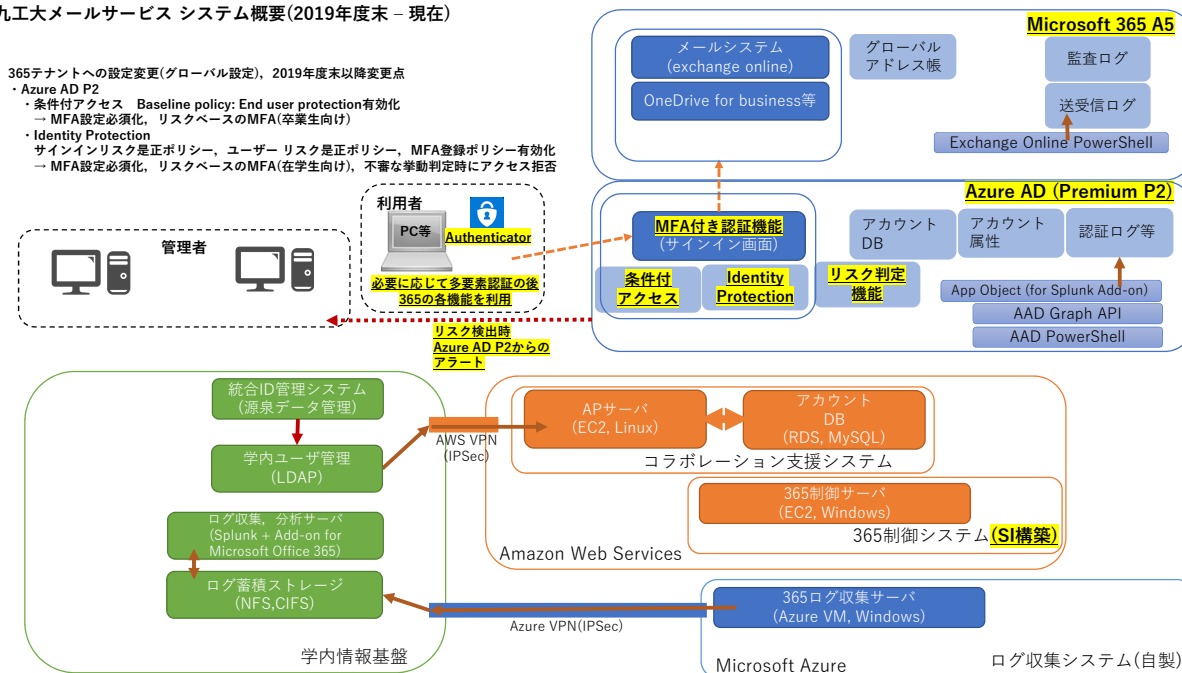 九工大メールサービス システム概要(2019年度末 – 現在)
365テナントへの設定変更(グローバル設定)，2019年度末以降変更点
・Azure AD P2
・条件付アクセス Baseline policy: End user protection有効化
→ MFA設定必須化，リスクベースのMFA(卒業生向け)
・Identity Protection
サインインリスク是正ポリシー，ユーザー リスク是正ポリシー，MFA登録ポリシー有効化
→ MFA設定必須化，リスクベースのMFA(在学生向け)，不審な挙動判定時にアクセス拒否
Microsoft 365 A5
メールシステム
(exchange online)
OneDrive for business等
グローバル
アドレス帳
監査ログ
送受信ログ
Exchange Online PowerShell
Azure AD (Premium P2)
MFA付き認証機能
(サインイン画面)
条件付
アクセス
Identity
Protection
リスク判定
機能
アカウント
DB
アカウント
属性
認証ログ等
App Object (for Splunk Add-on)
AAD Graph API
AAD PowerShell
管理者
利用者
PC等
Authenticator
必要に応じて多要素認証の後
365の各機能を利用
リスク検出時
Azure AD P2からの
アラート
統合ID管理システム
(源泉データ管理)
学内ユーザ管理
(LDAP)
ログ収集，分析サーバ
(Splunk + Add-on for
Microsoft Office 365)
ログ蓄積ストレージ
(NFS,CIFS)
学内情報基盤
AWS VPN
(IPSec)
APサーバ
(EC2, Linux)
アカウント
DB
(RDS, MySQL)
コラボレーション支援システム
365制御サーバ
(EC2, Windows)
365制御システム(SI構築)
Amazon Web Services
Azure VPN(IPSec)
365ログ収集サーバ
(Azure VM, Windows)
Microsoft Azure
ログ収集システム(自製)